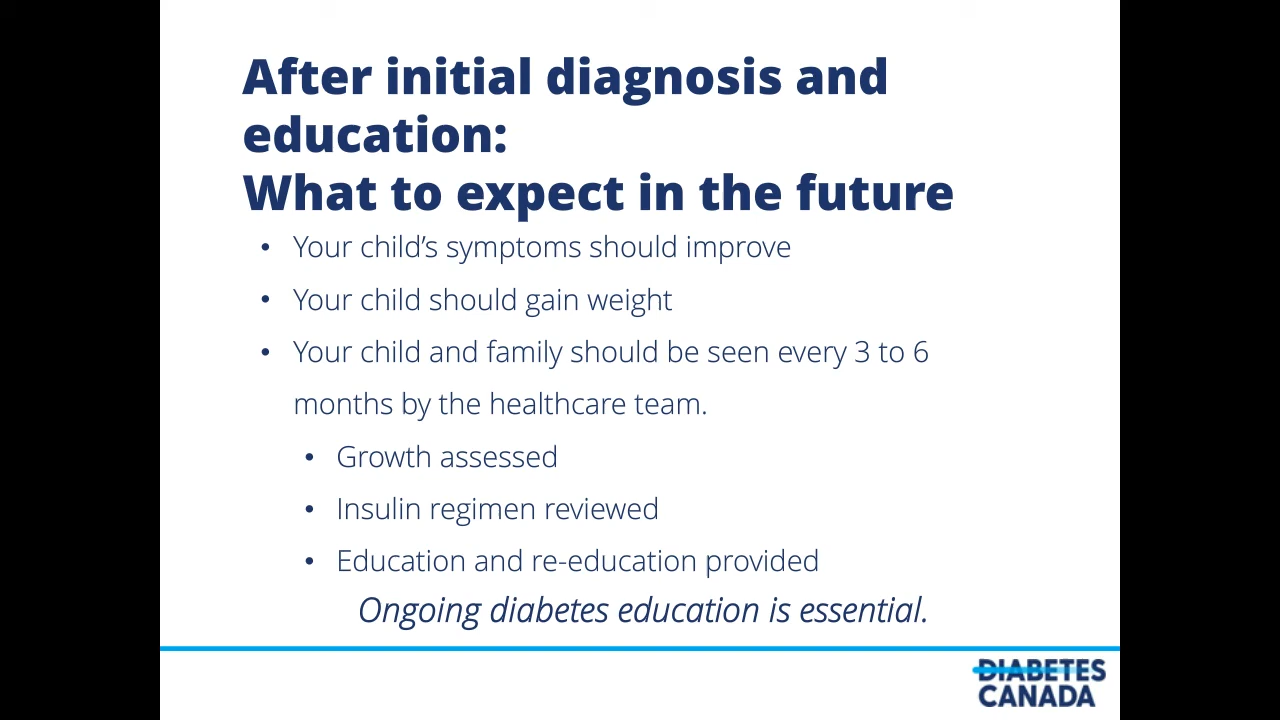 After initial diagnosis and
education:
What to expect in the future
• Your child’s symptoms should improve
• Your child should gain weight
• Your child and family should be seen every 3 to 6
months by the healthcare team.
• Growth assessed
• Insulin regimen reviewed
• Education and re-education provided
Ongoing diabetes education is essential.
DIABETES
CANADA